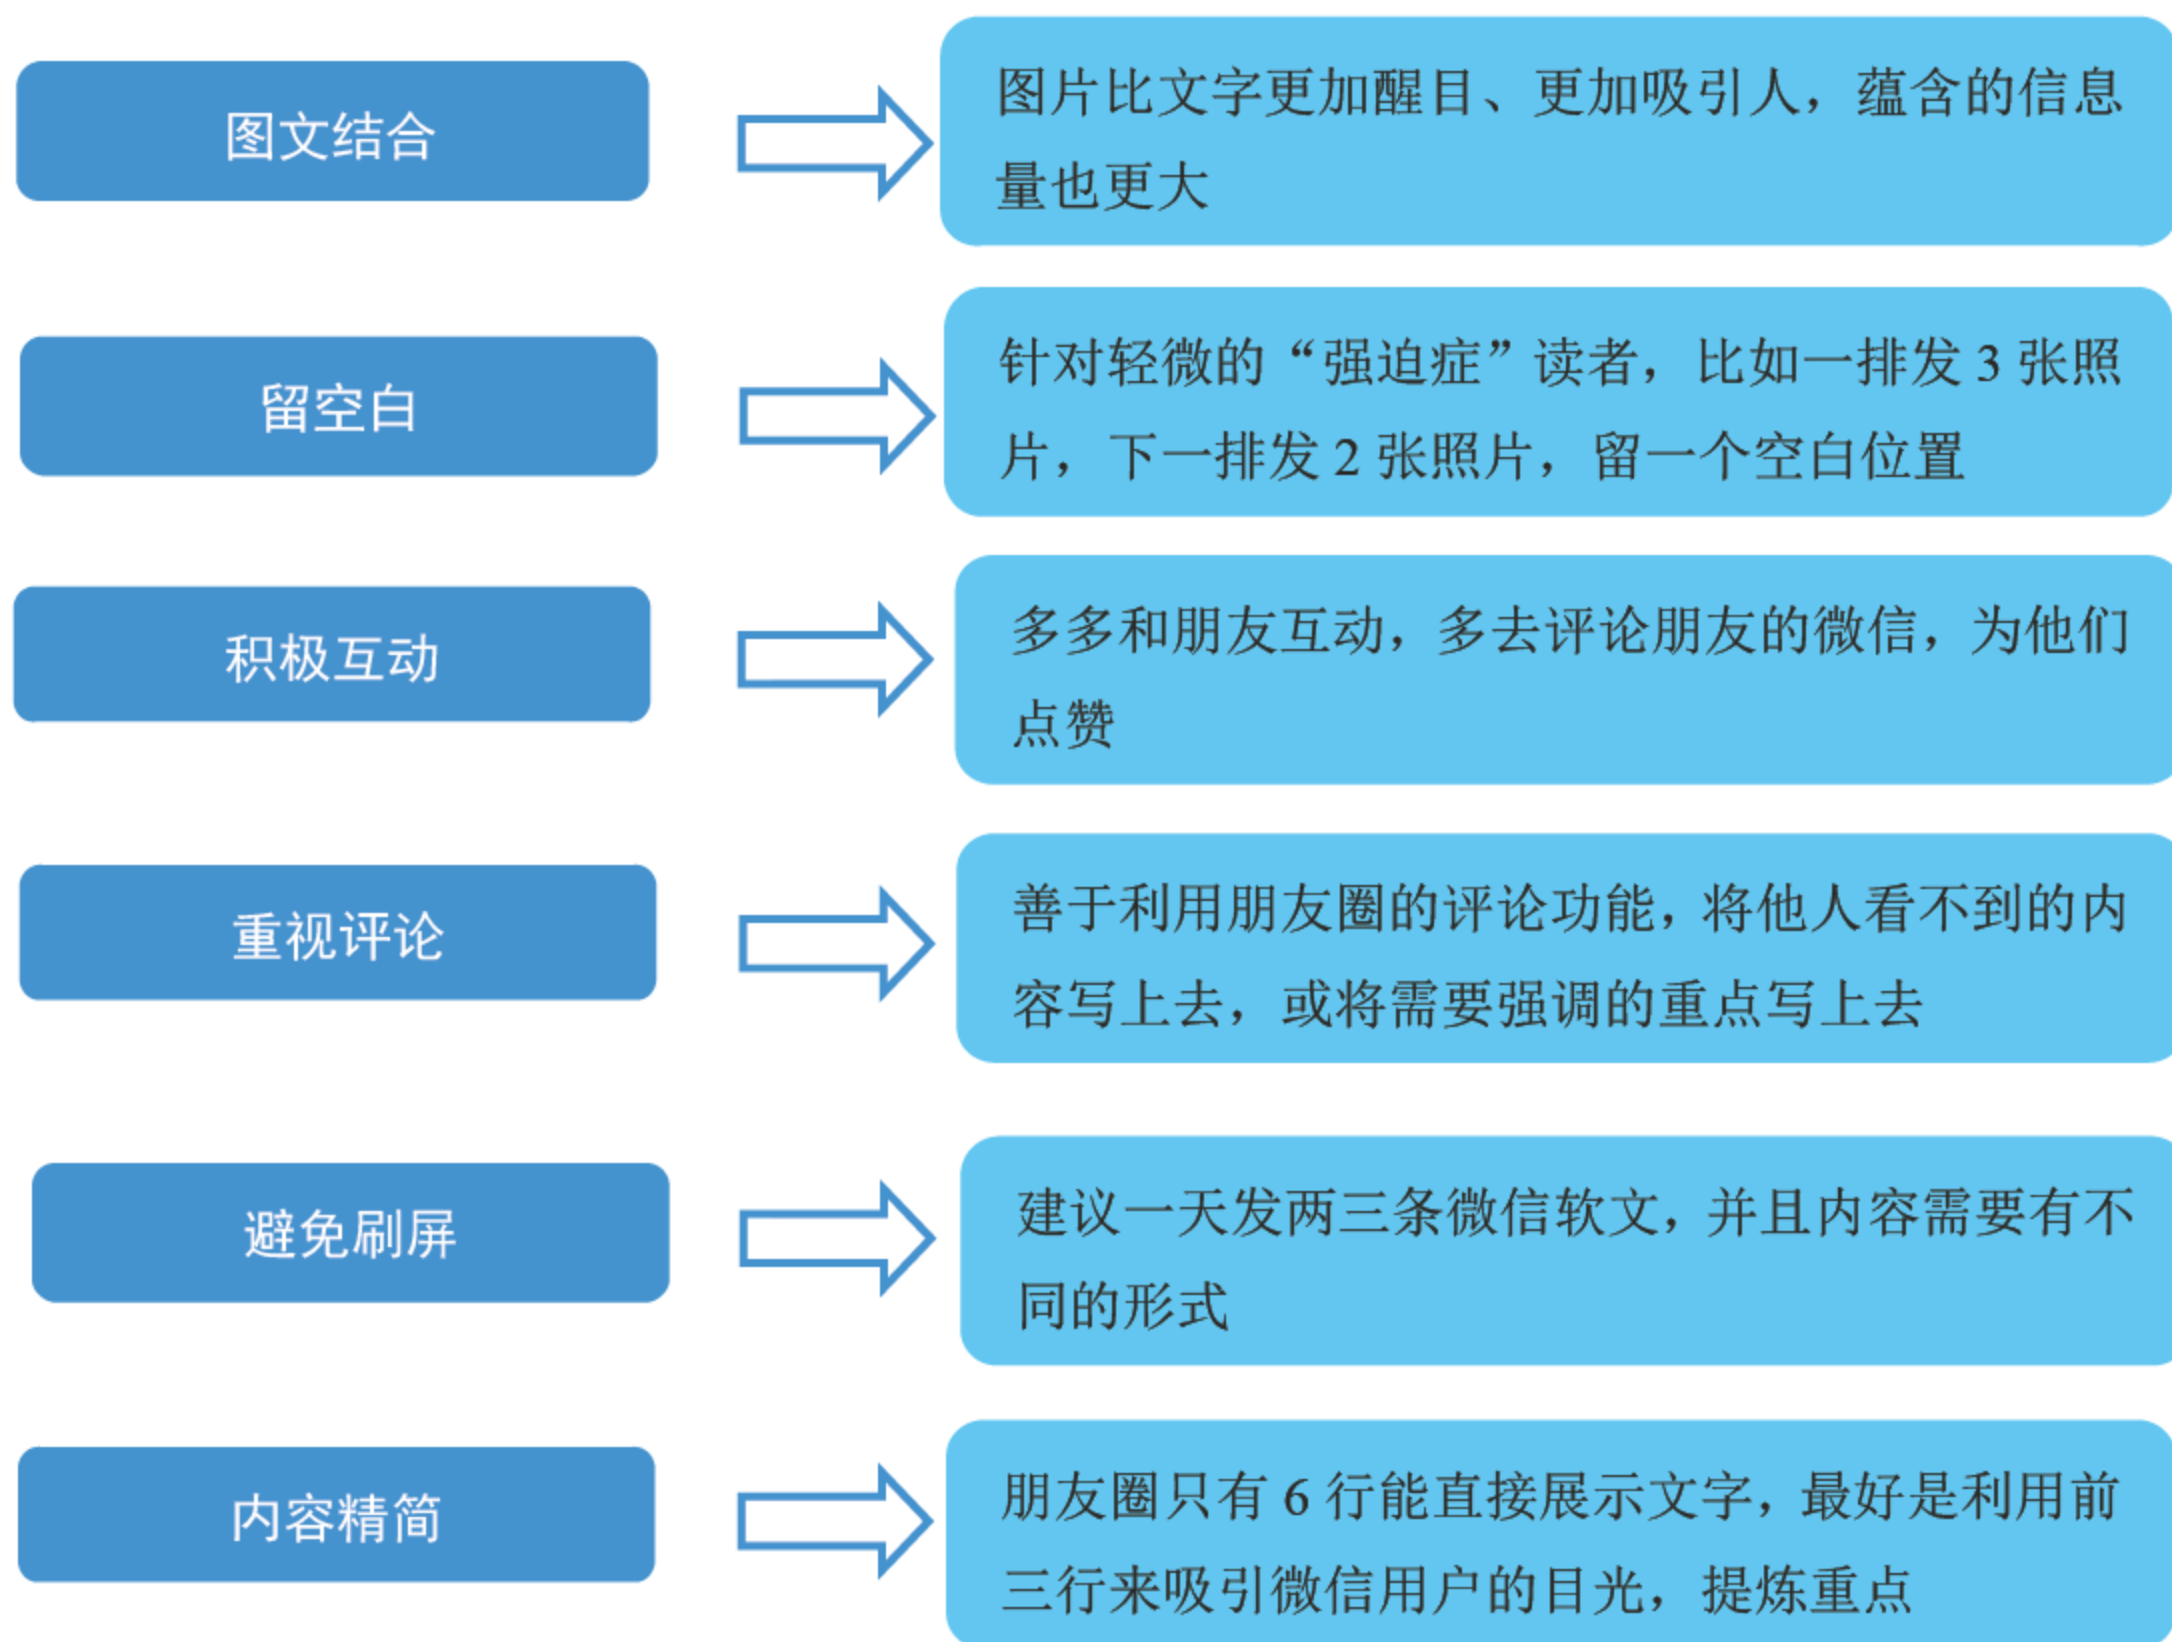 图文结合
图片比文字更加醒目、更加吸引人，蕴含的信息
量也更大
留空白
针对轻微的“强迫症”读者，比如一排发 3 张照
片，下一排发 2 张照片，留一个空白位置
积极互动
多多和朋友互动，多去评论朋友的微信，为他们
点赞
重视评论
善于利用朋友圈的评论功能，将他人看不到的内
容写上去，或将需要强调的重点写上去
避免刷屏
建议一天发两三条微信软文，并且内容需要有不
同的形式
内容精简
朋友圈只有 6 行能直接展示文字，最好是利用前
三行来吸引微信用户的目光，提炼重点